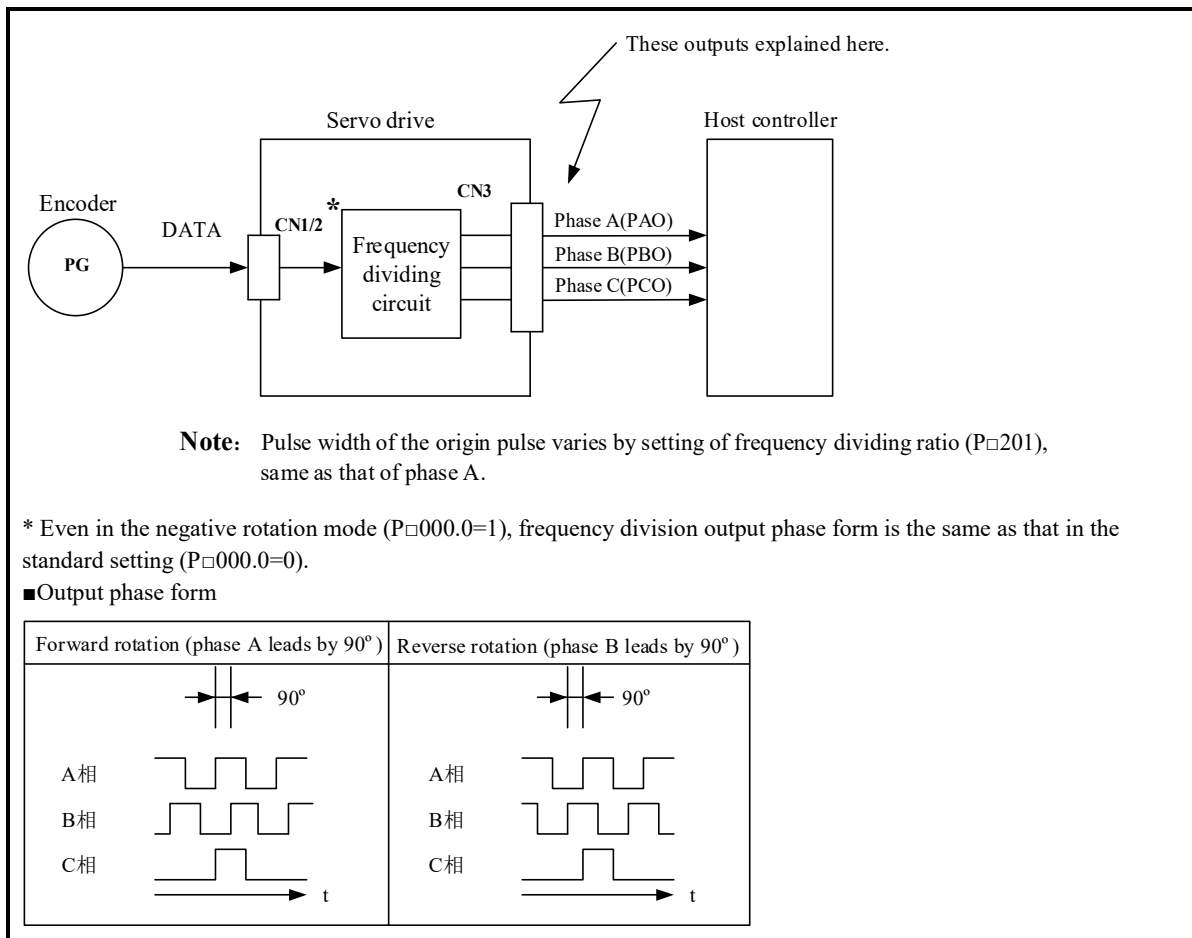 These outputs explained here.
Servo drive
Host controller
Encoder
PG
DATA
CN1/2
*
Frequency
dividing
circuit
CN3
Phase A(PAO)
Phase B(PBO)
Phase C(PCO)
Note: Pulse width of the origin pulse varies by setting of frequency dividing ratio (P□201),
same as that of phase A.
* Even in the negative rotation mode (P□000.0=1), frequency division output phase form is the same as that in the
standard setting (P□000.0=0).
■Output phase form
Forward rotation (phase A leads by 90°)
90°
A相
B相
C相
t
Reverse rotation (phase B leads by 90°)
90°
A相
B相
C相
t